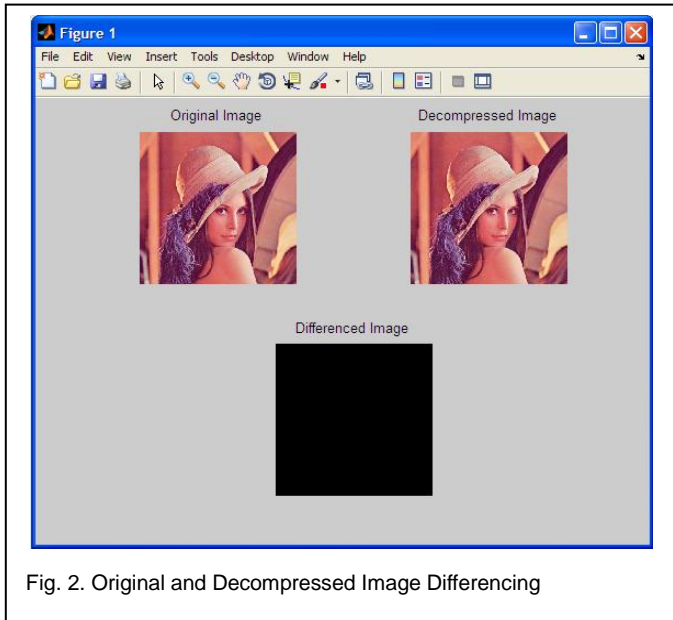 Figure 1
File Edit View Insert Tools Desktop Window Help
Original Image Decompressed Image
Differenced Image
Fig. 2. Original and Decompressed Image Differencing